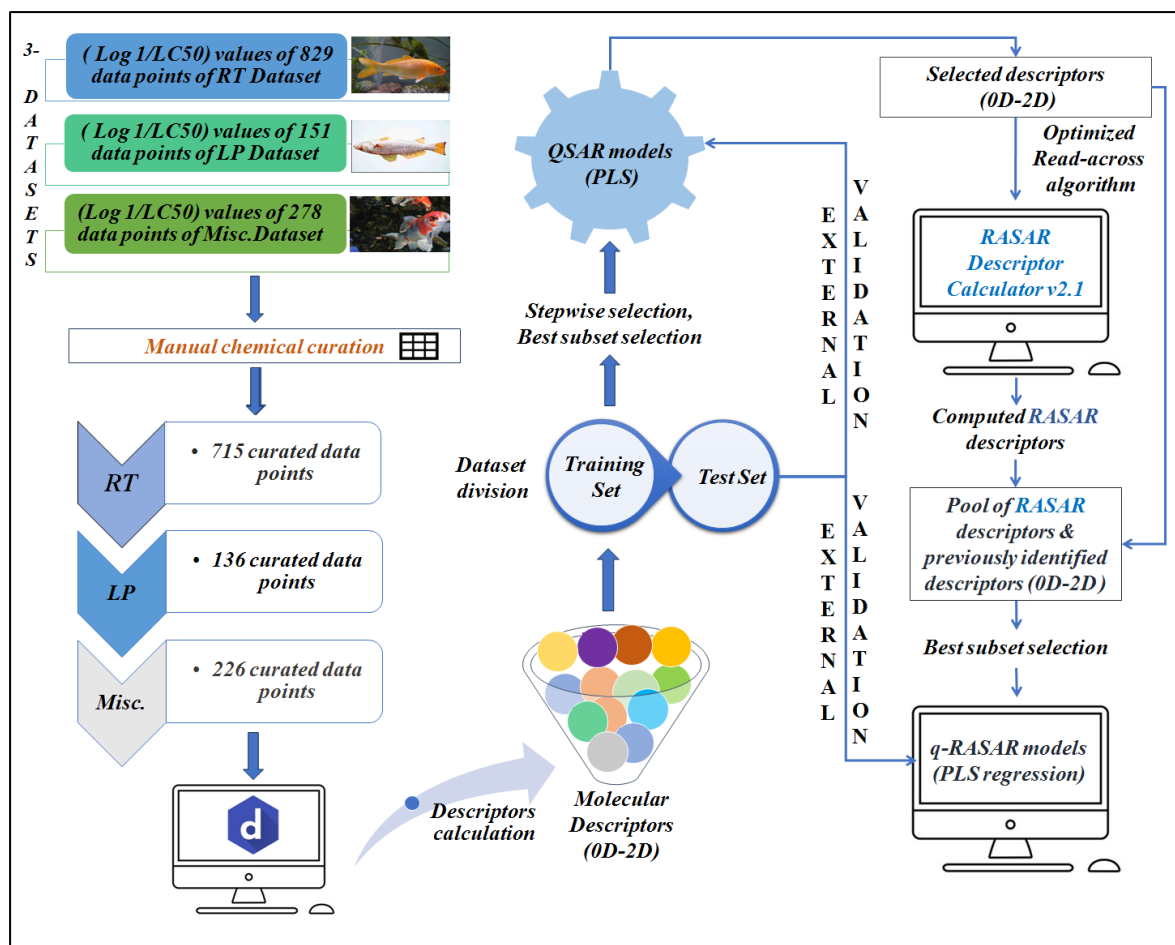 3-
D
A
T
A
S
E
T
S
( Log 1/LC50) values of 829
data points of RT Dataset
( Log 1/LC50) values of 151
data points of LP Dataset
(Log 1/LC50) values of 278
data points of Misc.Dataset
Manual chemical curation
RT
• 715 curated data
points
LP
• 136 curated data
points
Misc.
• 226 curated data
points
d
Descriptors
calculation
Molecular
Descriptors
(0D-2D)
Dataset
division
Training
Set
Test Set
Stepwise selection,
Best subset selection
QSAR models
(PLS)
E
X
T
E
R
N
A
L
V
A
L
I
D
A
T
I
O
N
E
X
T
E
R
N
A
L
V
A
L
I
D
A
T
I
O
N
Selected descriptors
(0D-2D)
Optimized
Read-across
algorithm
RASAR
Descriptor
Calculator v2.1
Computed RASAR
descriptors
Pool of RASAR
descriptors &
previously identified
descriptors (0D-2D )
Best subset selection
q-RASAR models
(PLS regression)